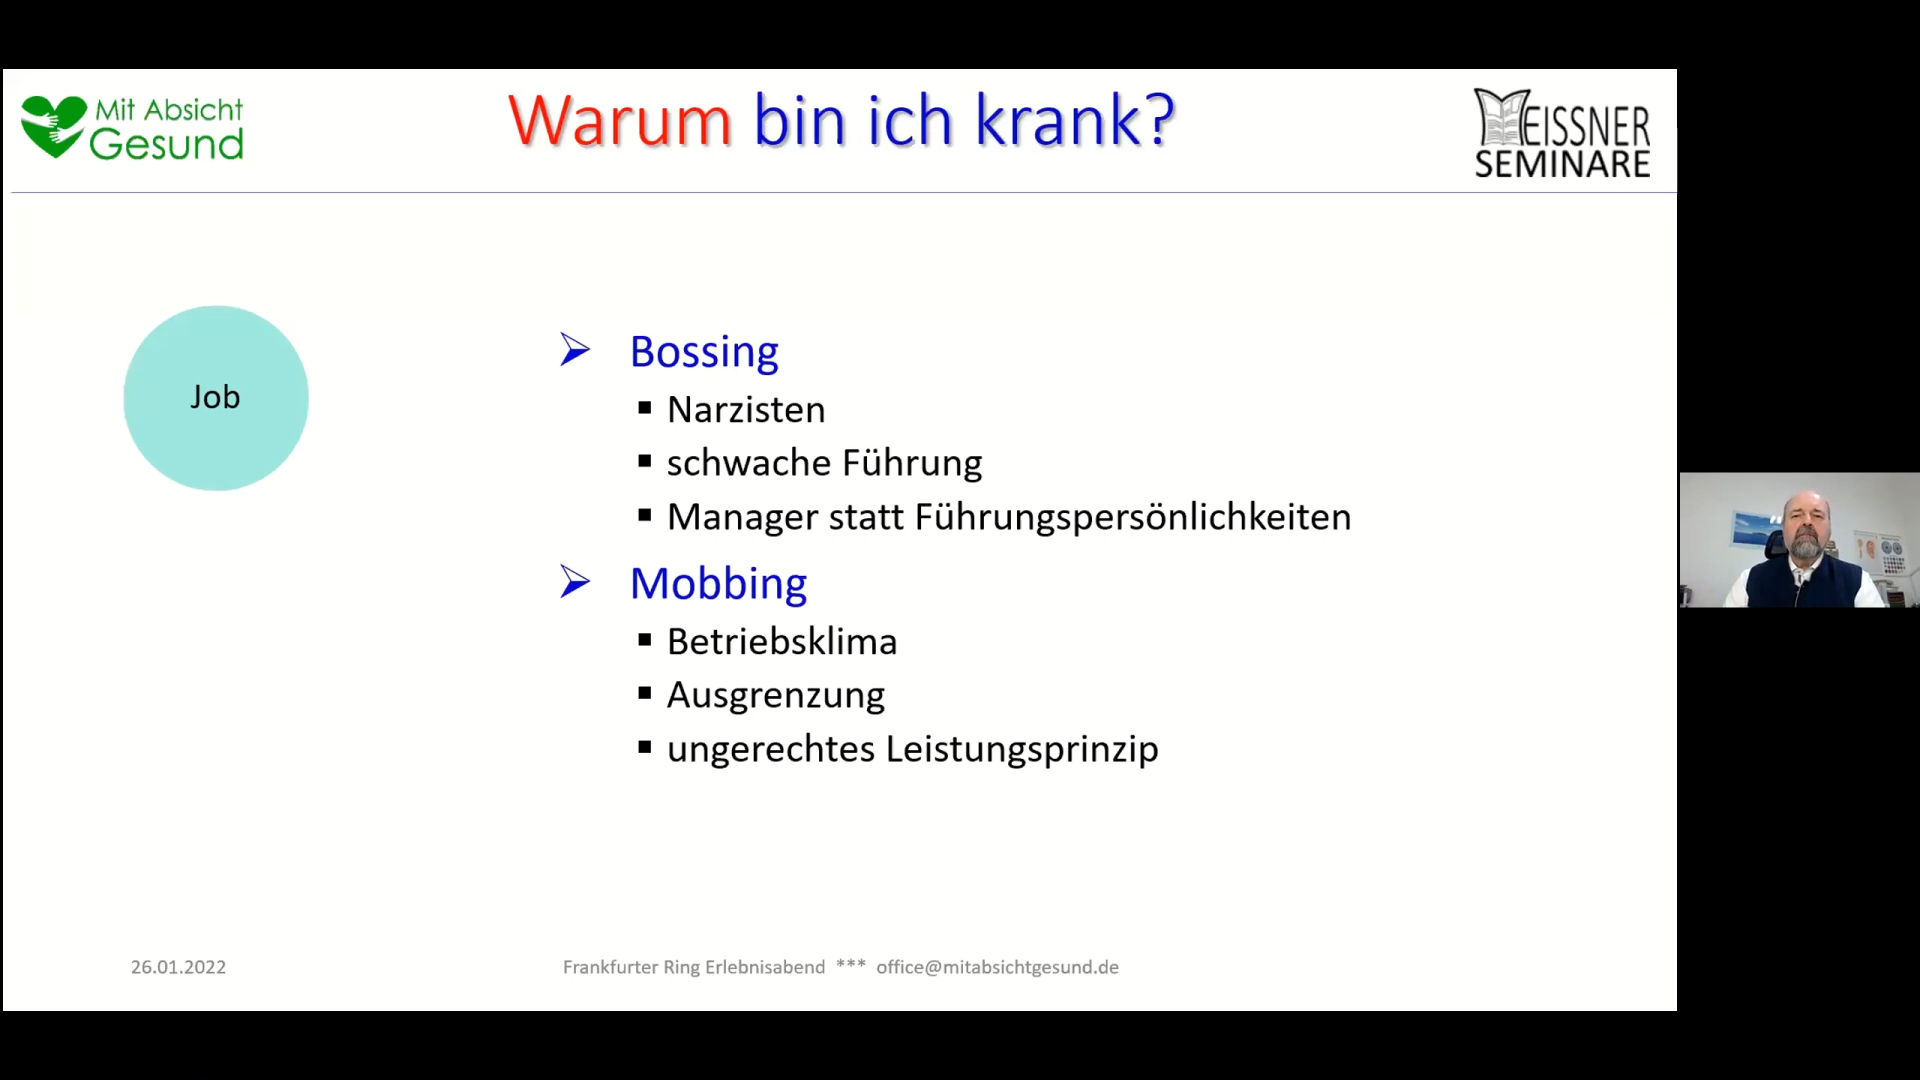 Mit Absicht
Gesund
Warum bin ich krank?
MEISSNER
SEMINARE
Job
➢ Bossing
▪ Narzisten
▪ schwache Führung
▪ Manager statt Führungspersönlichkeiten
➢ Mobbing
▪ Betriebsklima
▪ Ausgrenzung
▪ ungerechtes Leistungsprinzip
26.01.2022
Frankfurter Ring Erlebnisabend *** office@mitabsichtgesund.de